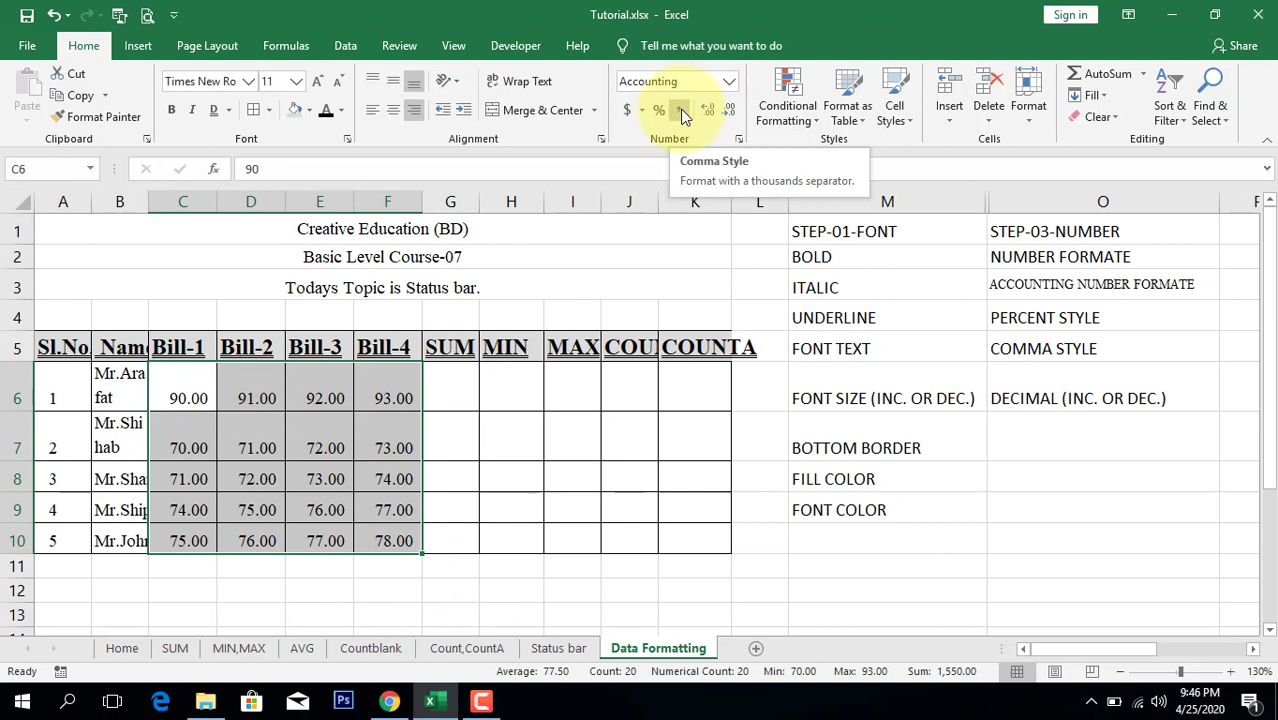 Tutorial.xlsx - Excel
Sign in
File Home Insert Page Layout Formulas Data Review View Developer Help Tell me what you want to do Share
Paste
Cut
Copy
Format Painter
Clipboard
Times New Ro 11
B I U
Font
Wrap Text
Merge & Center
Alignment
Accounting
$ %
Number
Conditional Formatting
Format as Table
Cell Styles
Styles
Insert Delete Format
Cells
AutoSum
Fill
Clear
Sort & Filter
Find & Select
Editing
Comma Style
Format with a thousands separator.
C6 fx 90
A B C D E F G H I J K L M O
1 Creative Education (BD) STEP-01-FONT STEP-03-NUMBER
2 Basic Level Course-07 BOLD NUMBER FORMATE
3 Todays Topic is Status bar. ITALIC ACCOUNTING NUMBER FORMATE
4 UNDERLINE PERCENT STYLE
5 Sl.No Name Bill-1 Bill-2 Bill-3 Bill-4 SUM MIN MAX COU COUNTA FONT TEXT COMMA STYLE
6 1 Mr.Arafat 90.00 91.00 92.00 93.00 FONT SIZE (INC. OR DEC.) DECIMAL (INC. OR DEC.)
7 2 Mr.Shihab 70.00 71.00 72.00 73.00 BOTTOM BORDER
8 3 Mr.Sha 71.00 72.00 73.00 74.00 FILL COLOR
9 4 Mr.Ship 74.00 75.00 76.00 77.00 FONT COLOR
10 5 Mr.John 75.00 76.00 77.00 78.00
11
12
13
Home SUM MIN,MAX AVG Countblank Count,CountA Status bar Data Formatting
Ready Average: 77.50 Count: 20 Numerical Count: 20 Min: 70.00 Max: 93.00 Sum: 1,550.00 130%
9:46 PM
4/25/2020